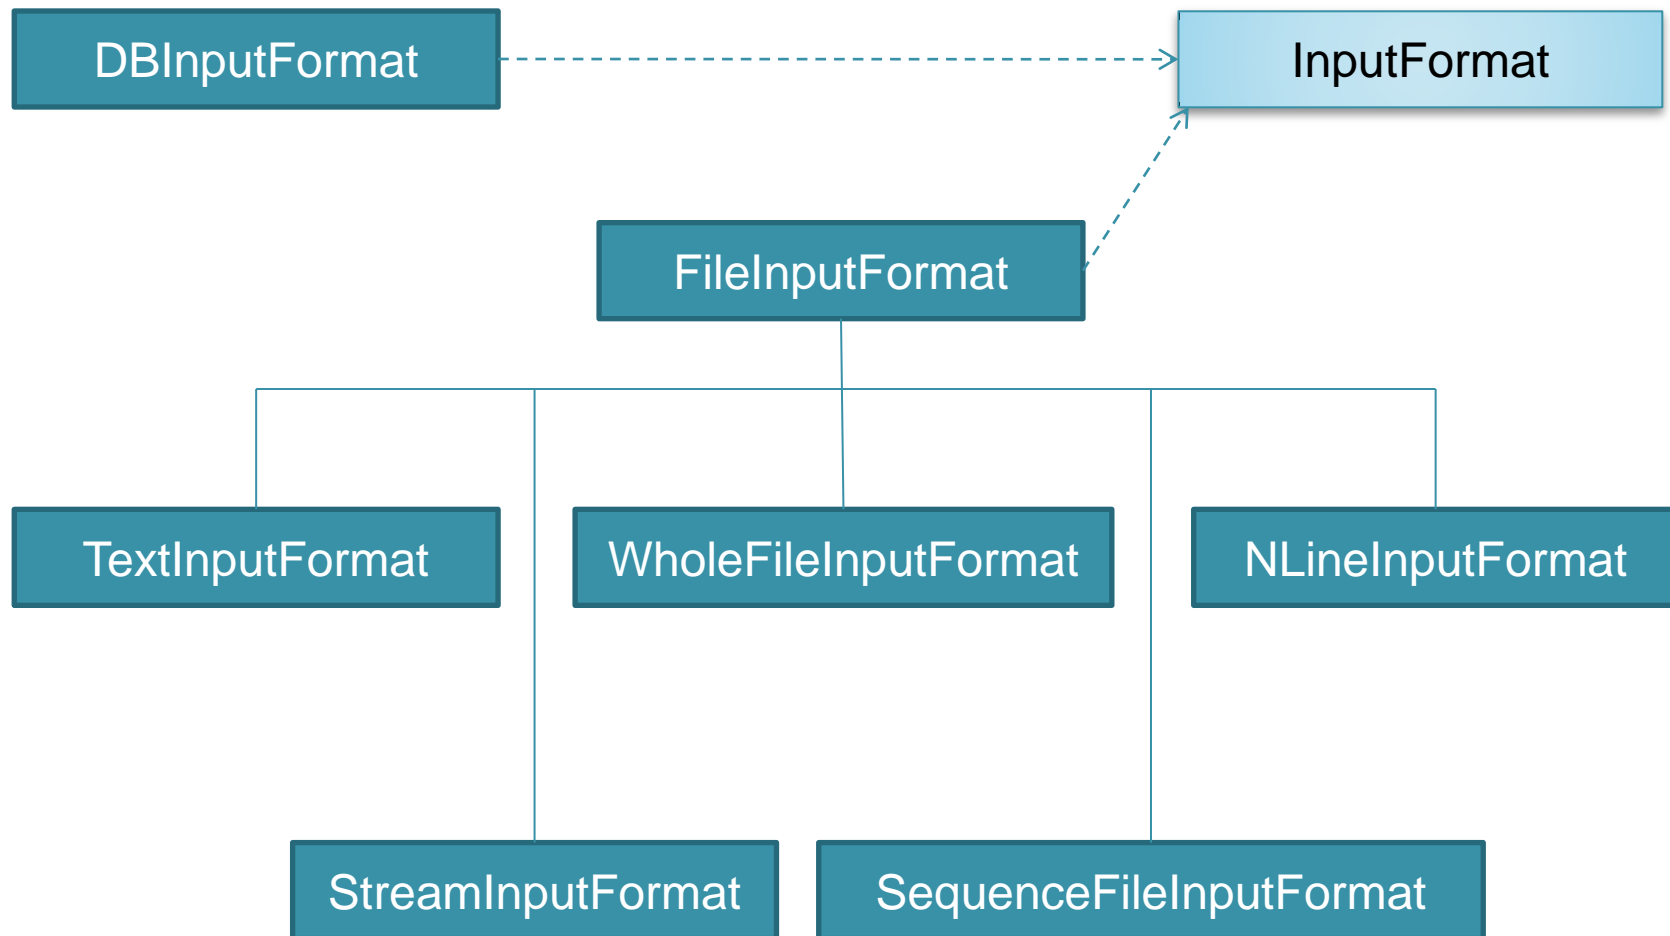 DBInputFormat
InputFormat
FileInputFormat
TextInputFormat
WholeFileInputFormat
NLineInputFormat
StreamInputFormat
SequenceFileInputFormat